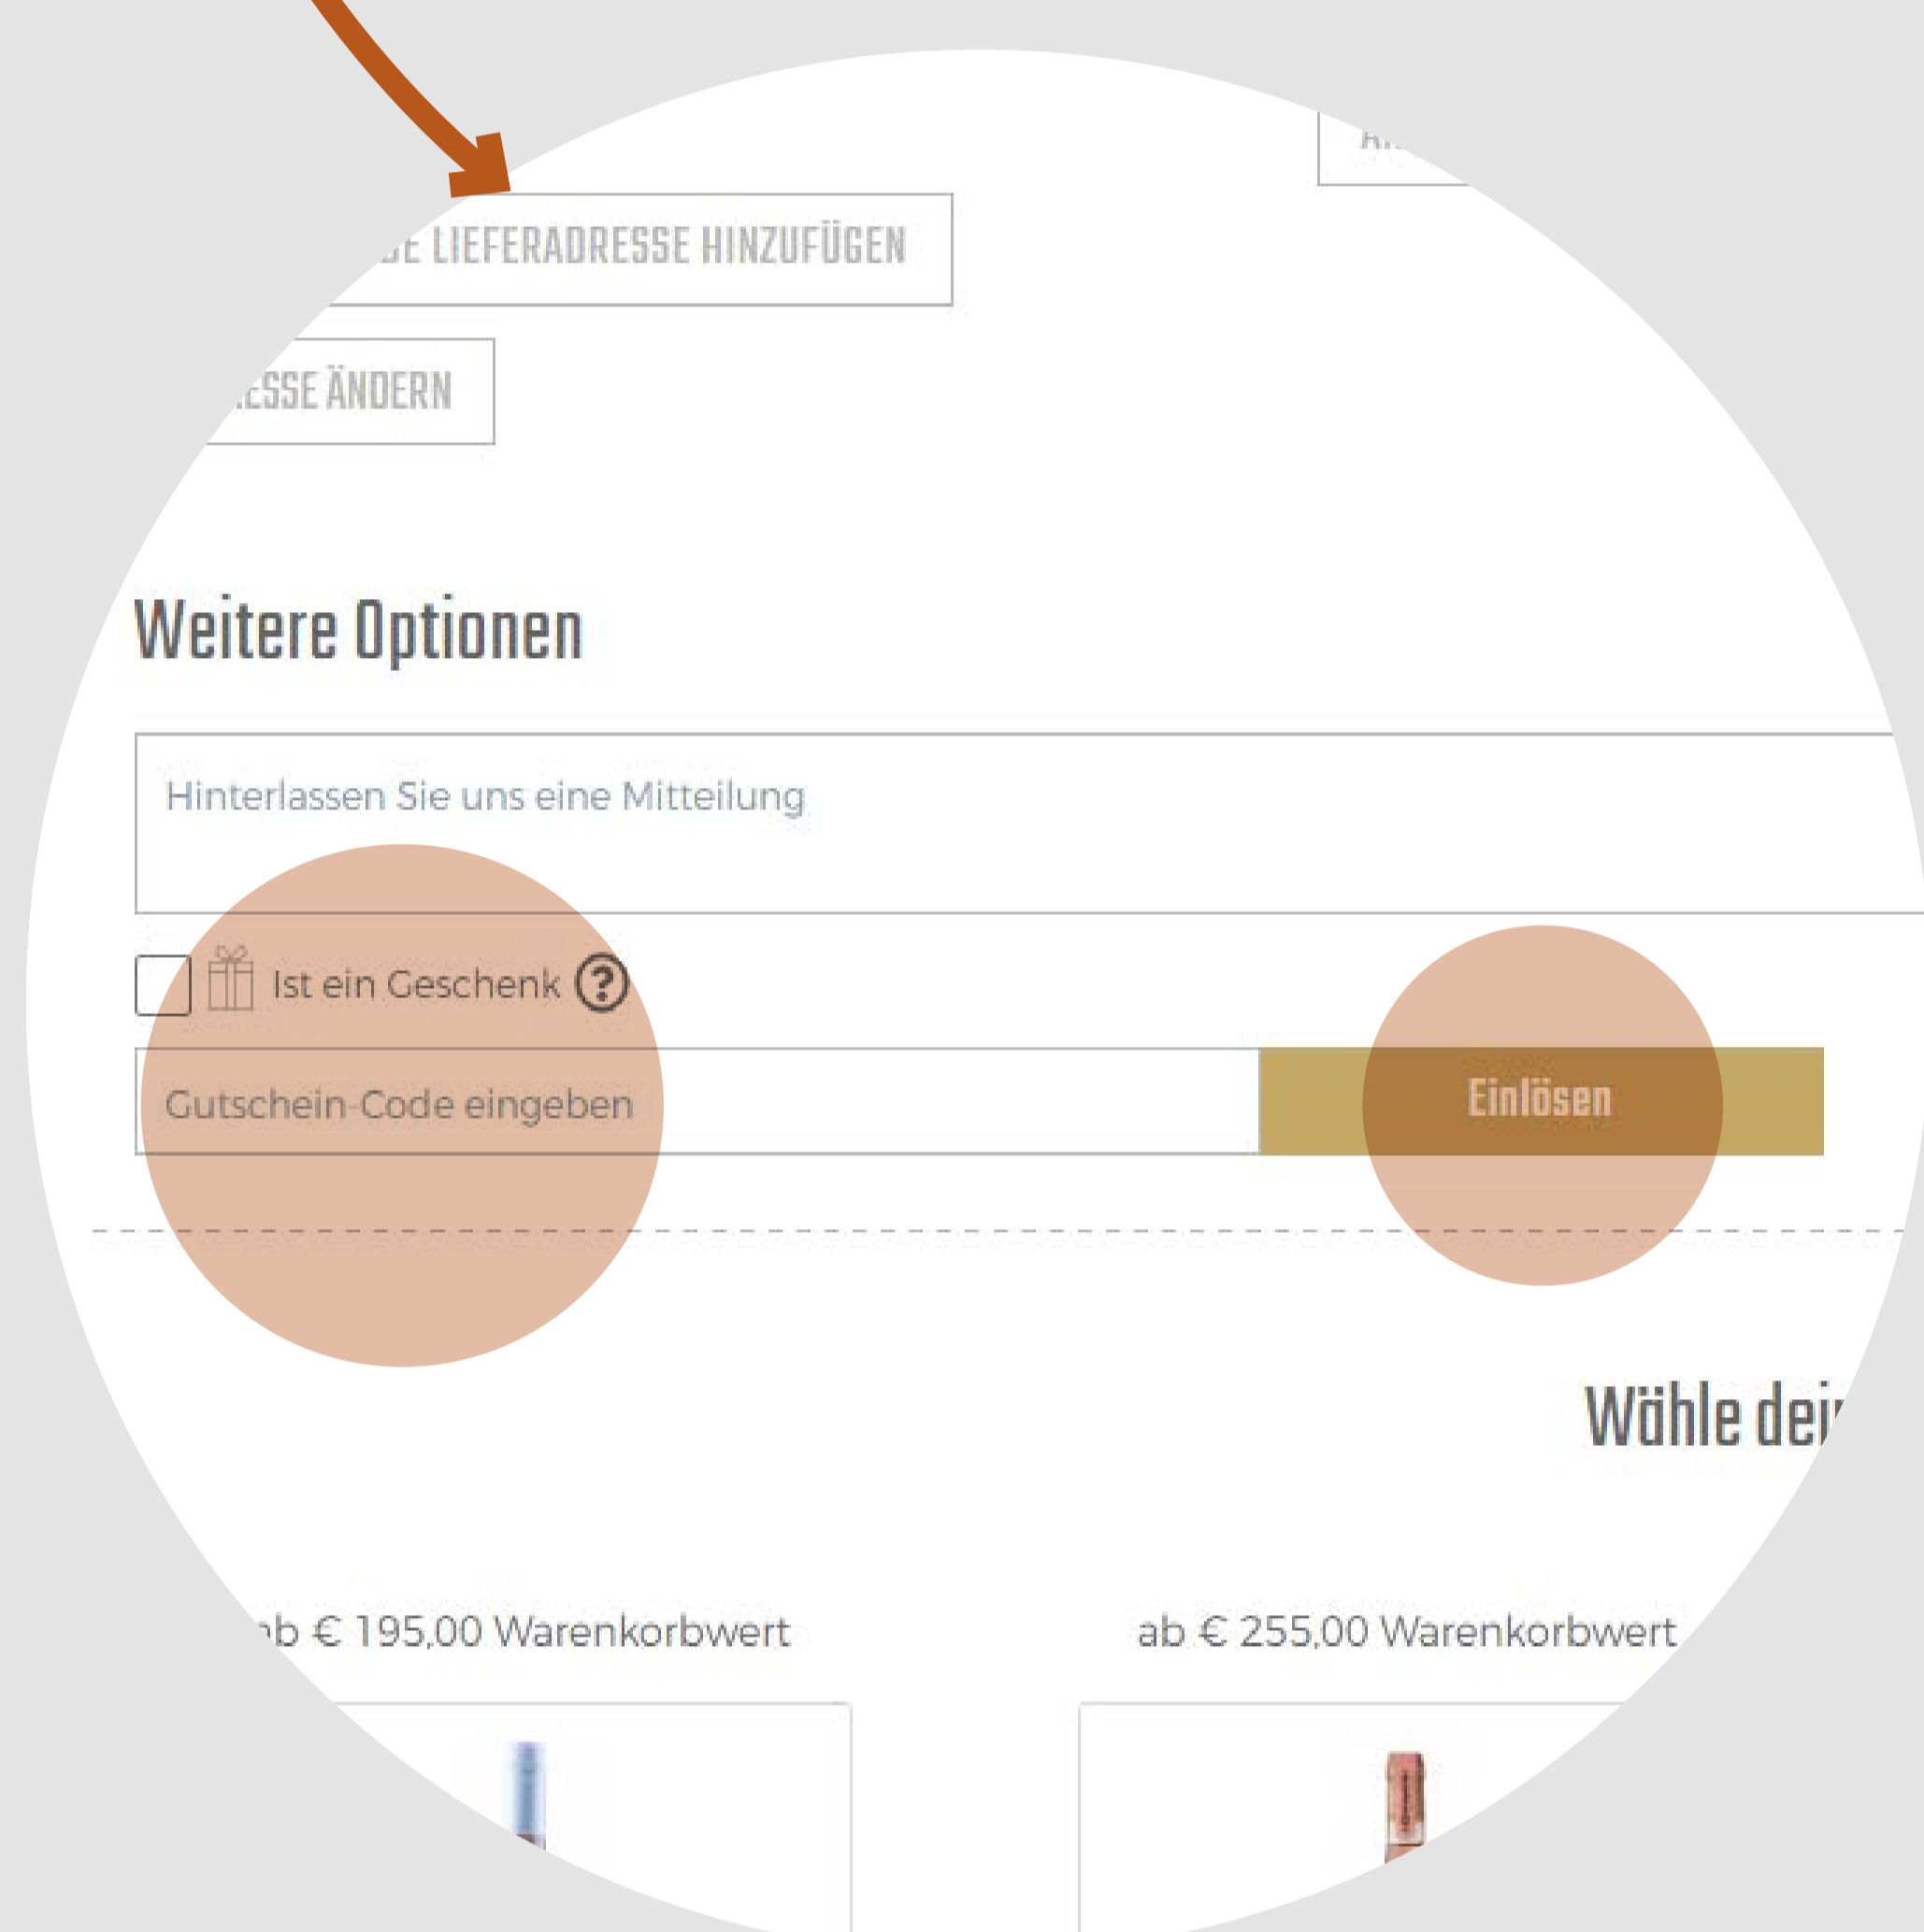 LIEFERADRESSE HINZUFÜGEN
ÄNDERN
Weitere Optionen
Hinterlassen Sie uns eine Mitteilung
Ist ein Geschenk ?
Gutschein-Code eingeben
Einlösen
Wähle
ab € 195,00 Warenkorbwert
ab € 255,00 Warenkorbwert